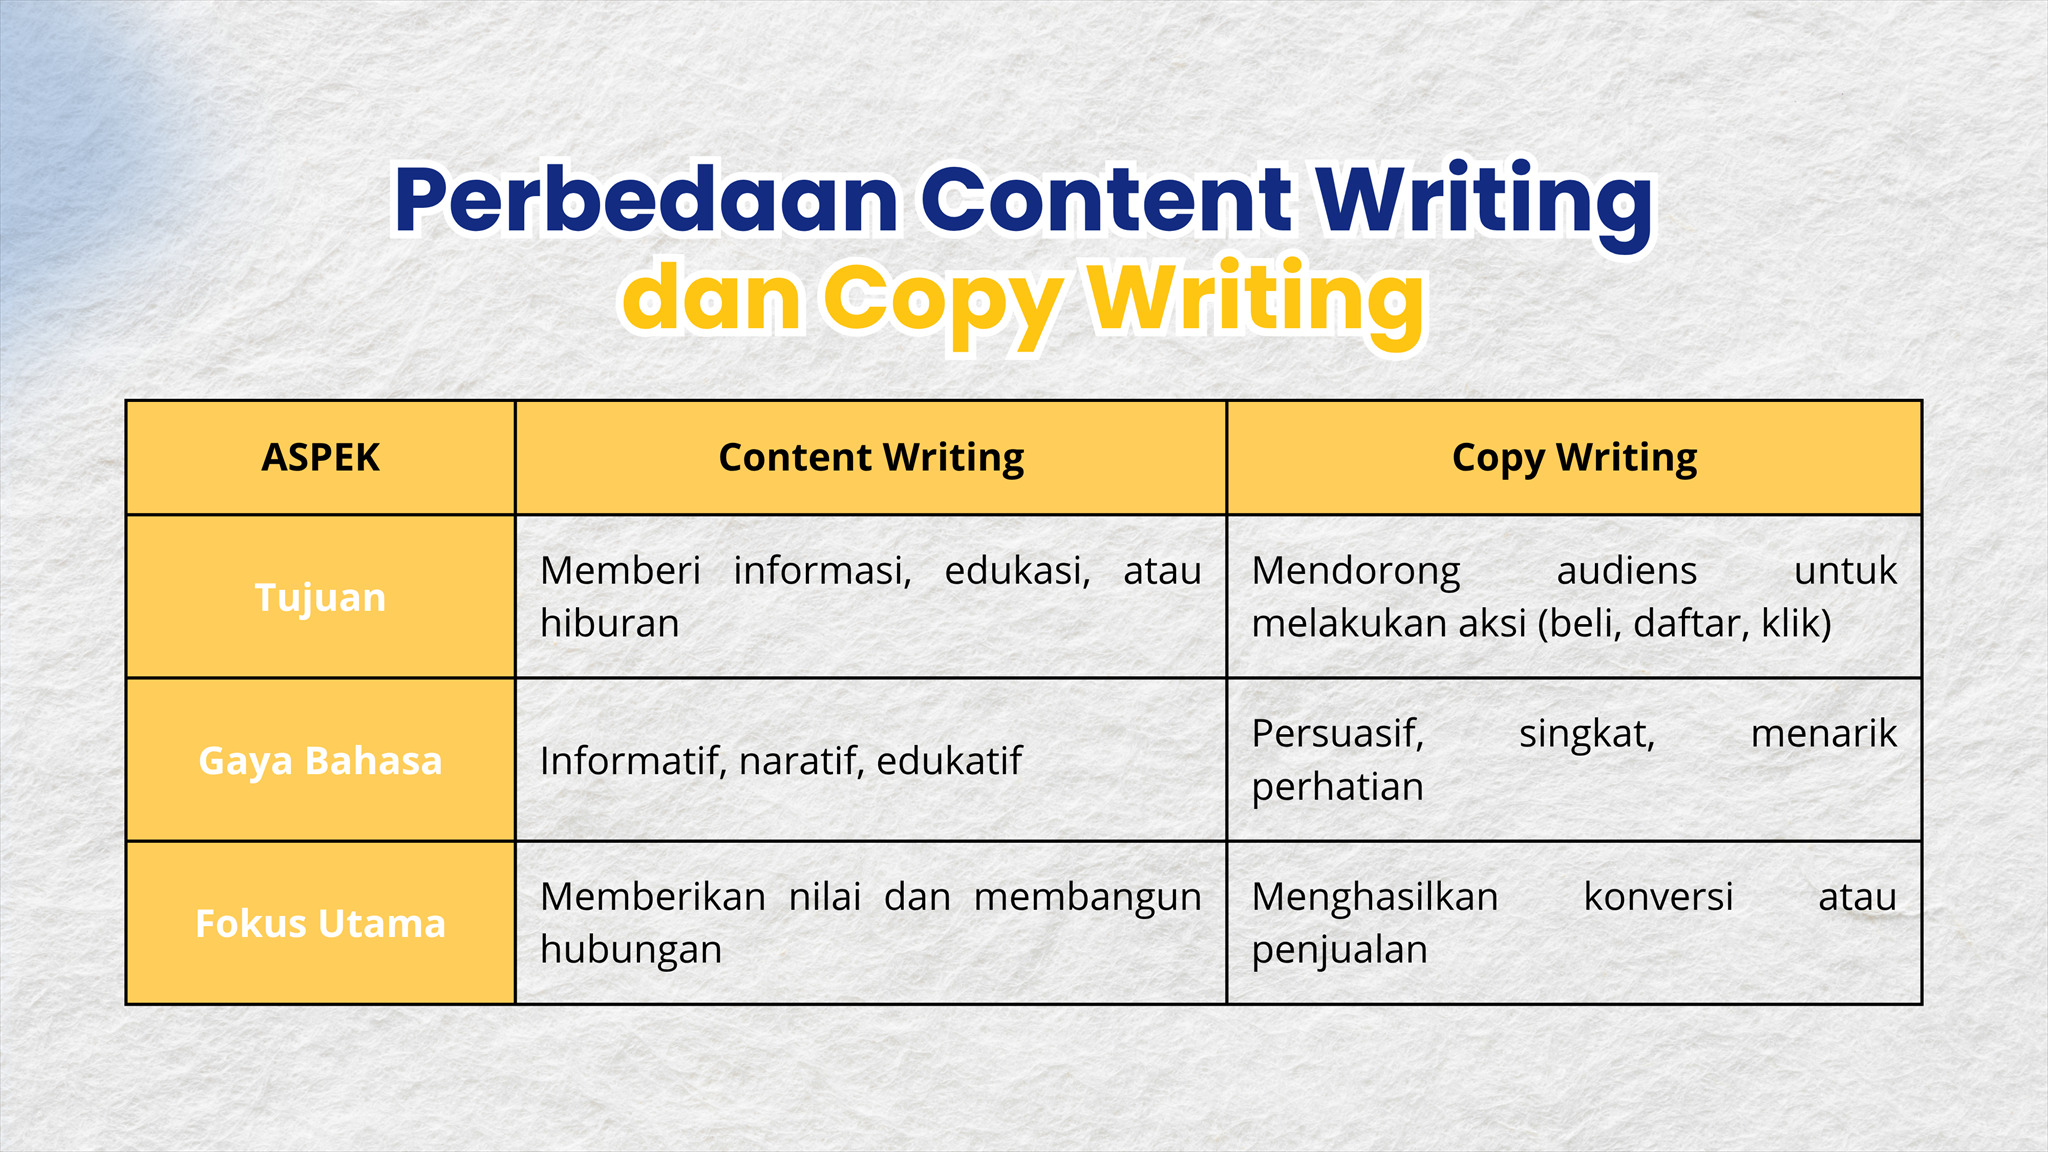 Perbedaan Content Writing
dan Copy Writing
ASPEK
Content Writing
Copy Writing
Tujuan
Memberi informasi, edukasi, atau
hiburan
Mendorong audiens untuk
melakukan aksi (beli, daftar, klik)
Gaya Bahasa
Informatif, naratif, edukatif
Persuasif, singkat, menarik
perhatian
Fokus Utama
Memberikan nilai dan membangun
hubungan
Menghasilkan konversi atau
penjualan